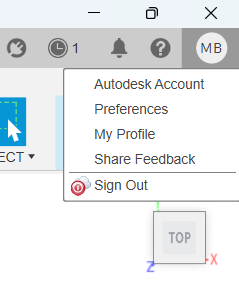 1
MB
Autodesk Account
Preferences
My Profile
Share Feedback
Sign Out
ECT
TOP
Z
X